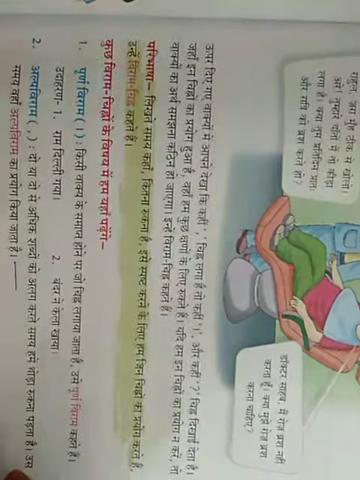 राहुल, जरा मुँह ठीक से खोलो।
अरे! तुम्हारे दाँतों में तो कीड़ा
लगा है। क्या तुम प्रतिदिन प्रातः
और रात्रि को ब्रश करते हो?
डॉक्टर साहब! मैं रोज़ ब्रश नहीं
करता हूँ। क्या मुझे रोज़ ब्रश
करना चाहिए?
ऊपर दिए गए वाक्यों में आपने देखा कि कहीं ',' चिह्न लगा है तो कहीं '।', और कहीं '?' चिह्न दिखाई देता है।
जहाँ इन चिह्नों का प्रयोग हुआ है, वहाँ हम कुछ क्षणों के लिए रुकते हैं। यदि हम इन चिह्नों का प्रयोग न करें, तो
वाक्यों का अर्थ समझना कठिन हो जाएगा। इन्हें विराम-चिह्न कहते हैं।
परिभाषा– लिखते समय कहाँ, कितना रुकना है, इसे स्पष्ट करने के लिए हम जिन चिह्नों का प्रयोग करते हैं,
उन्हें विराम-चिह्न कहते हैं।
कुछ विराम-चिह्नों के विषय में हम यहाँ पढ़ेंगे–
1. पूर्ण विराम ( । ) : किसी वाक्य के समाप्त होने पर जो चिह्न लगाया जाता है, उसे पूर्ण विराम कहते हैं।
उदाहरण- 1. राम दिल्ली गया। 2. बंदर ने केला खाया।
2. अल्पविराम ( , ) : दो या दो से अधिक शब्दों को अलग करते समय हमें थोड़ा रुकना पड़ता है। उस
समय वहाँ अल्पविराम का प्रयोग किया जाता है।